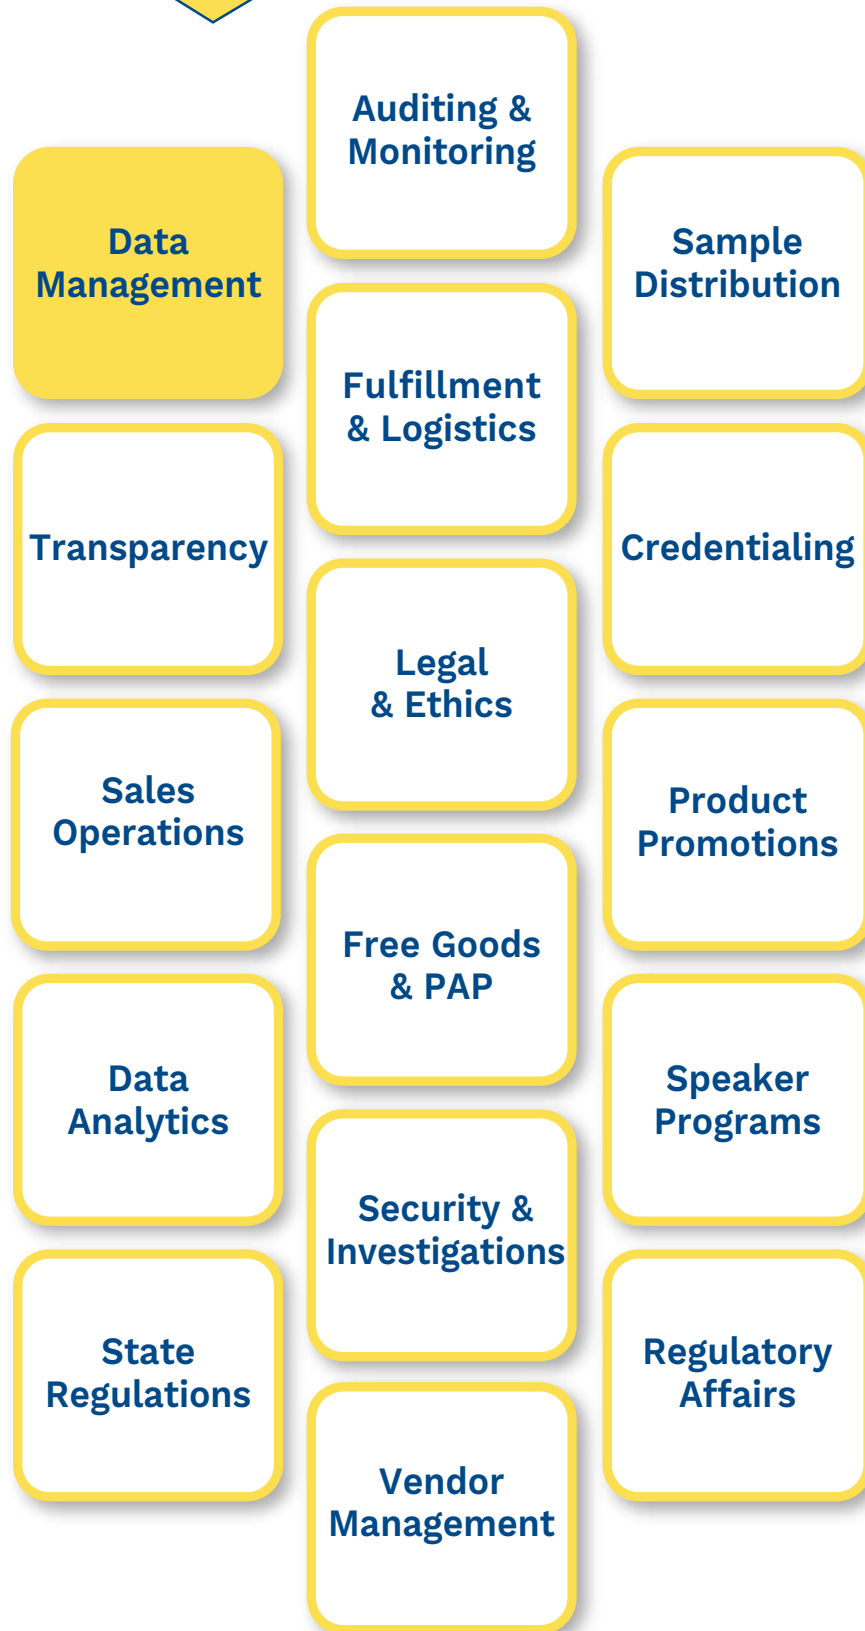 Auditing &
Monitoring
Data
Management
Sample
Distribution
Fulfillment
& Logistics
Transparency
Credentialing
Legal
& Ethics
Sales
Operations
Product
Promotions
Free Goods
& PAP
Data
Analytics
Speaker
Programs
Security &
Investigations
State
Regulations
Regulatory
Affairs
Vendor
Management